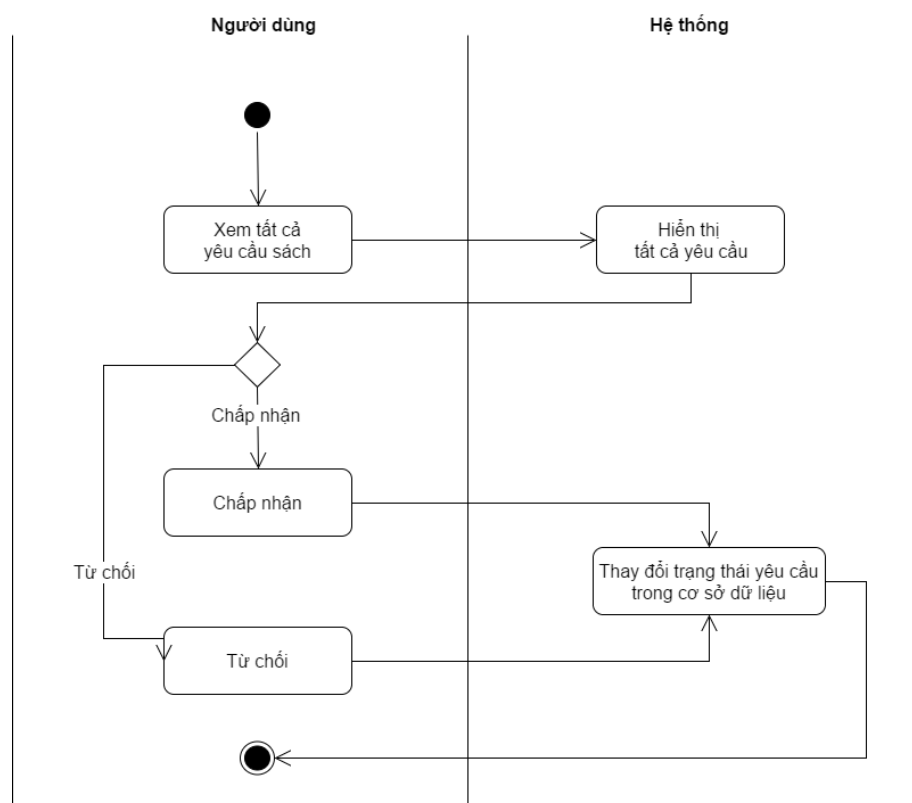 Người dùng
Hệ thống
Xem tất cả
yêu cầu sách
Hiển thị
tất cả yêu cầu
Chấp nhận
Chấp nhận
Từ chối
Thay đổi trạng thái yêu cầu
trong cơ sở dữ liệu
Từ chối